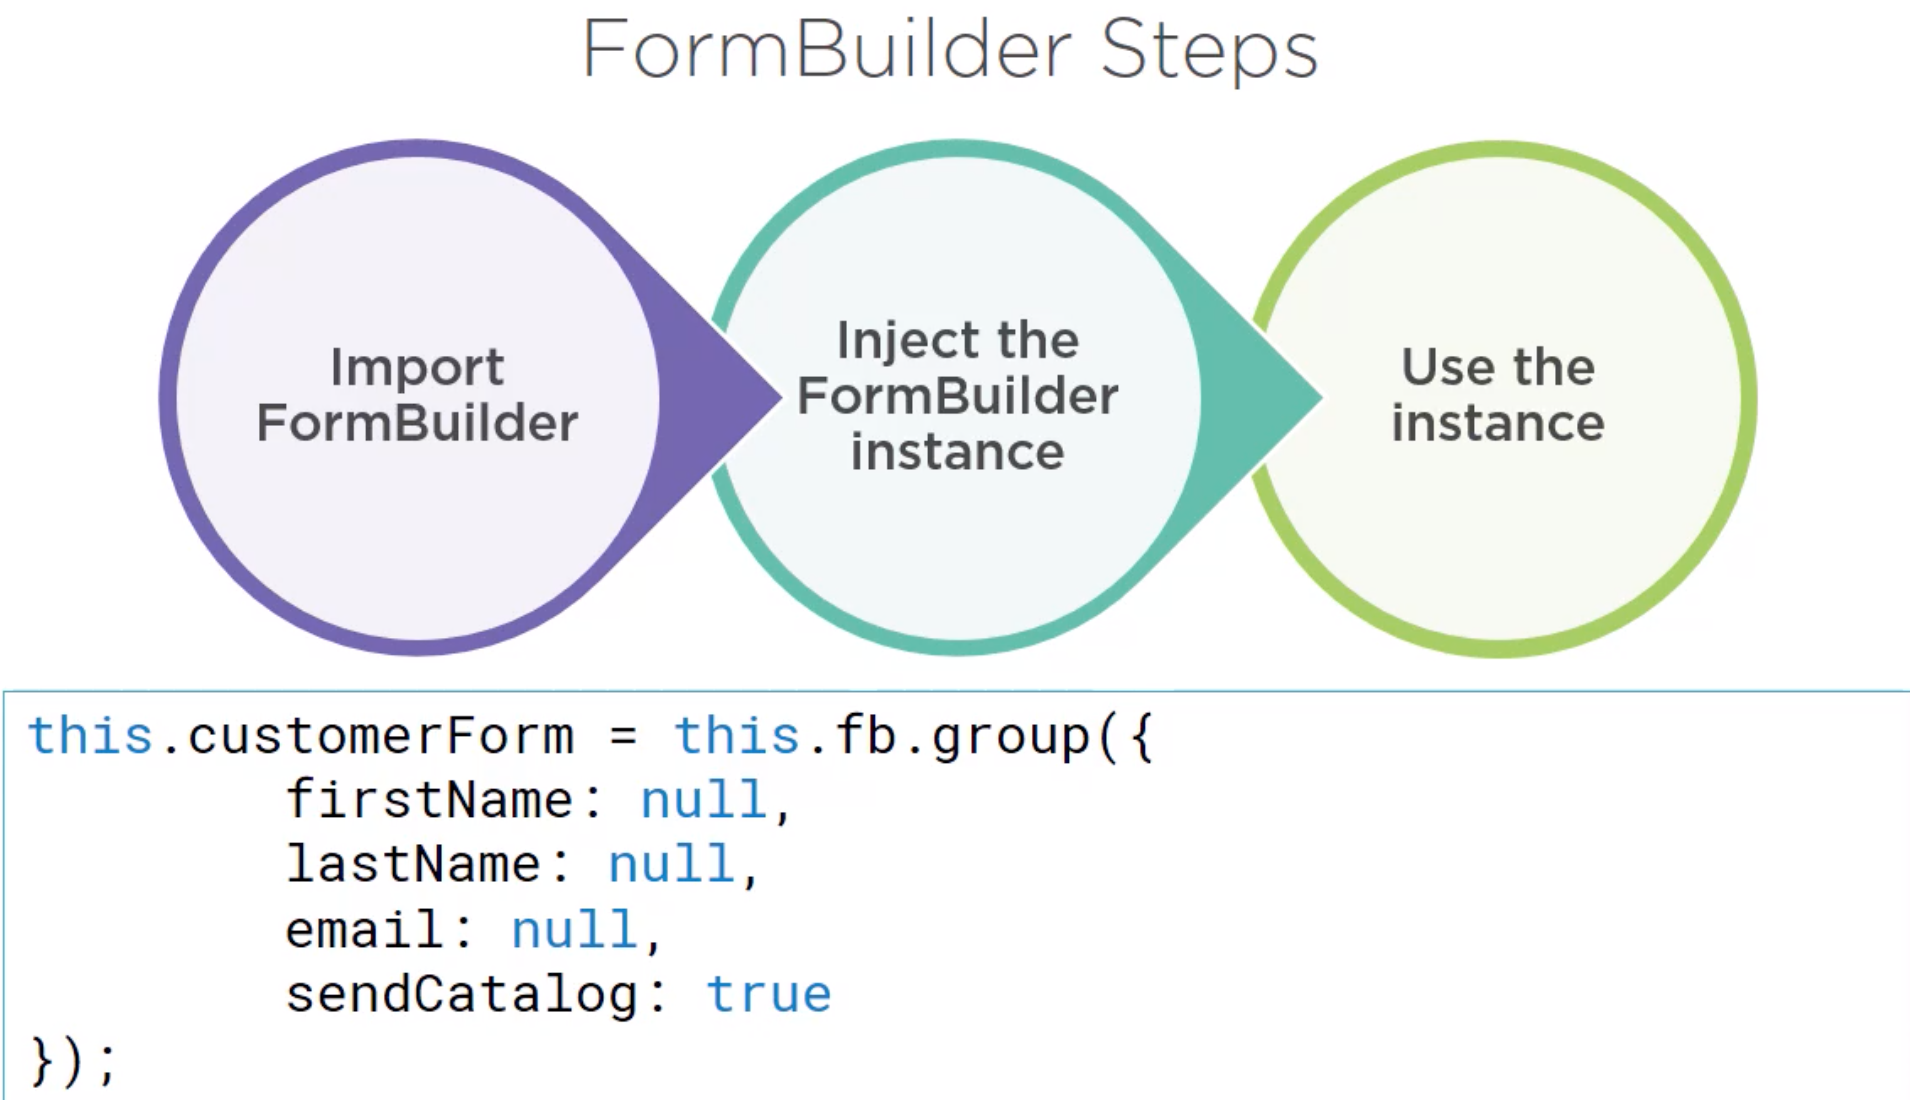 FormBuilder Steps
Import
FormBuilder
Inject the
FormBuilder
instance
Use the
instance
this.customerForm = this.fb.group({
        firstName: null,
        lastName: null,
        email: null,
        sendCatalog: true
});